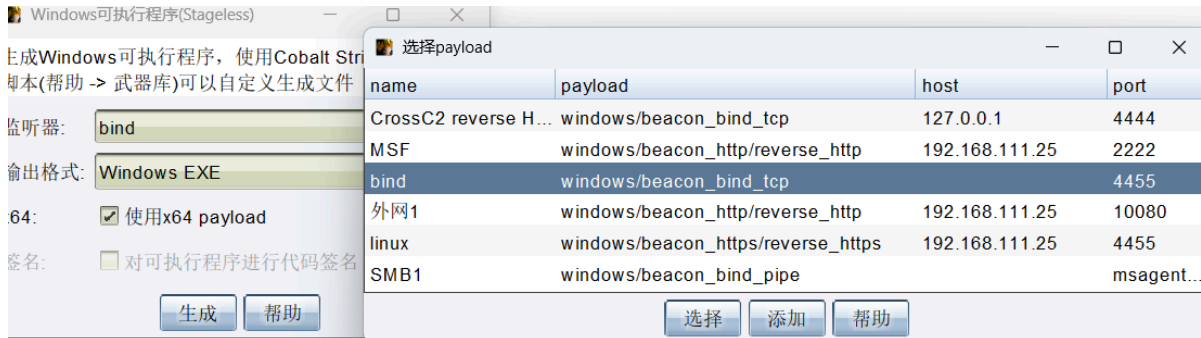 Windows可执行程序(Stageless)
生成Windows可执行程序，使用Cobalt Stri
脚本(帮助 -> 武器库)可以自定义生成文件
监听器: bind
输出格式: Windows EXE
x64: 使用x64 payload
签名: 对可执行程序进行代码签名
生成 帮助
选择payload
name payload host port
CrossC2 reverse H... windows/beacon_bind_tcp 127.0.0.1 4444
MSF windows/beacon_http/reverse_http 192.168.111.25 2222
bind windows/beacon_bind_tcp 4455
外网1 windows/beacon_http/reverse_http 192.168.111.25 10080
linux windows/beacon_https/reverse_https 192.168.111.25 4455
SMB1 windows/beacon_bind_pipe msagent...
选择 添加 帮助